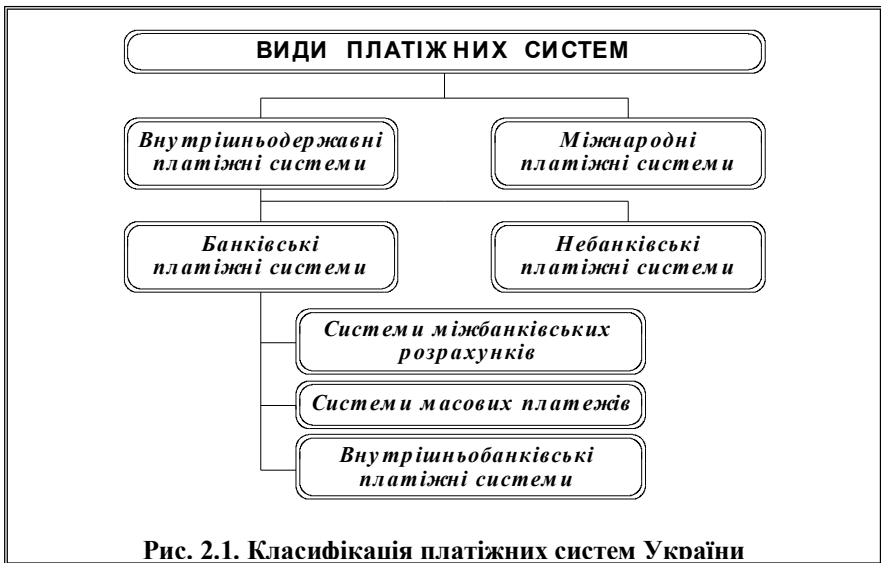 ВИДИ ПЛАТІЖНИХ СИСТЕМ
Внутрішньодержавні
платіжні системи
Міжнародні
платіжні системи
Банківські
платіжні системи
Небанківські
платіжні системи
Системи міжбанківських
розрахунків
Системи масових платежів
Внутрішньобанківські
платіжні системи
Рис. 2.1. Класифікація платіжних систем України